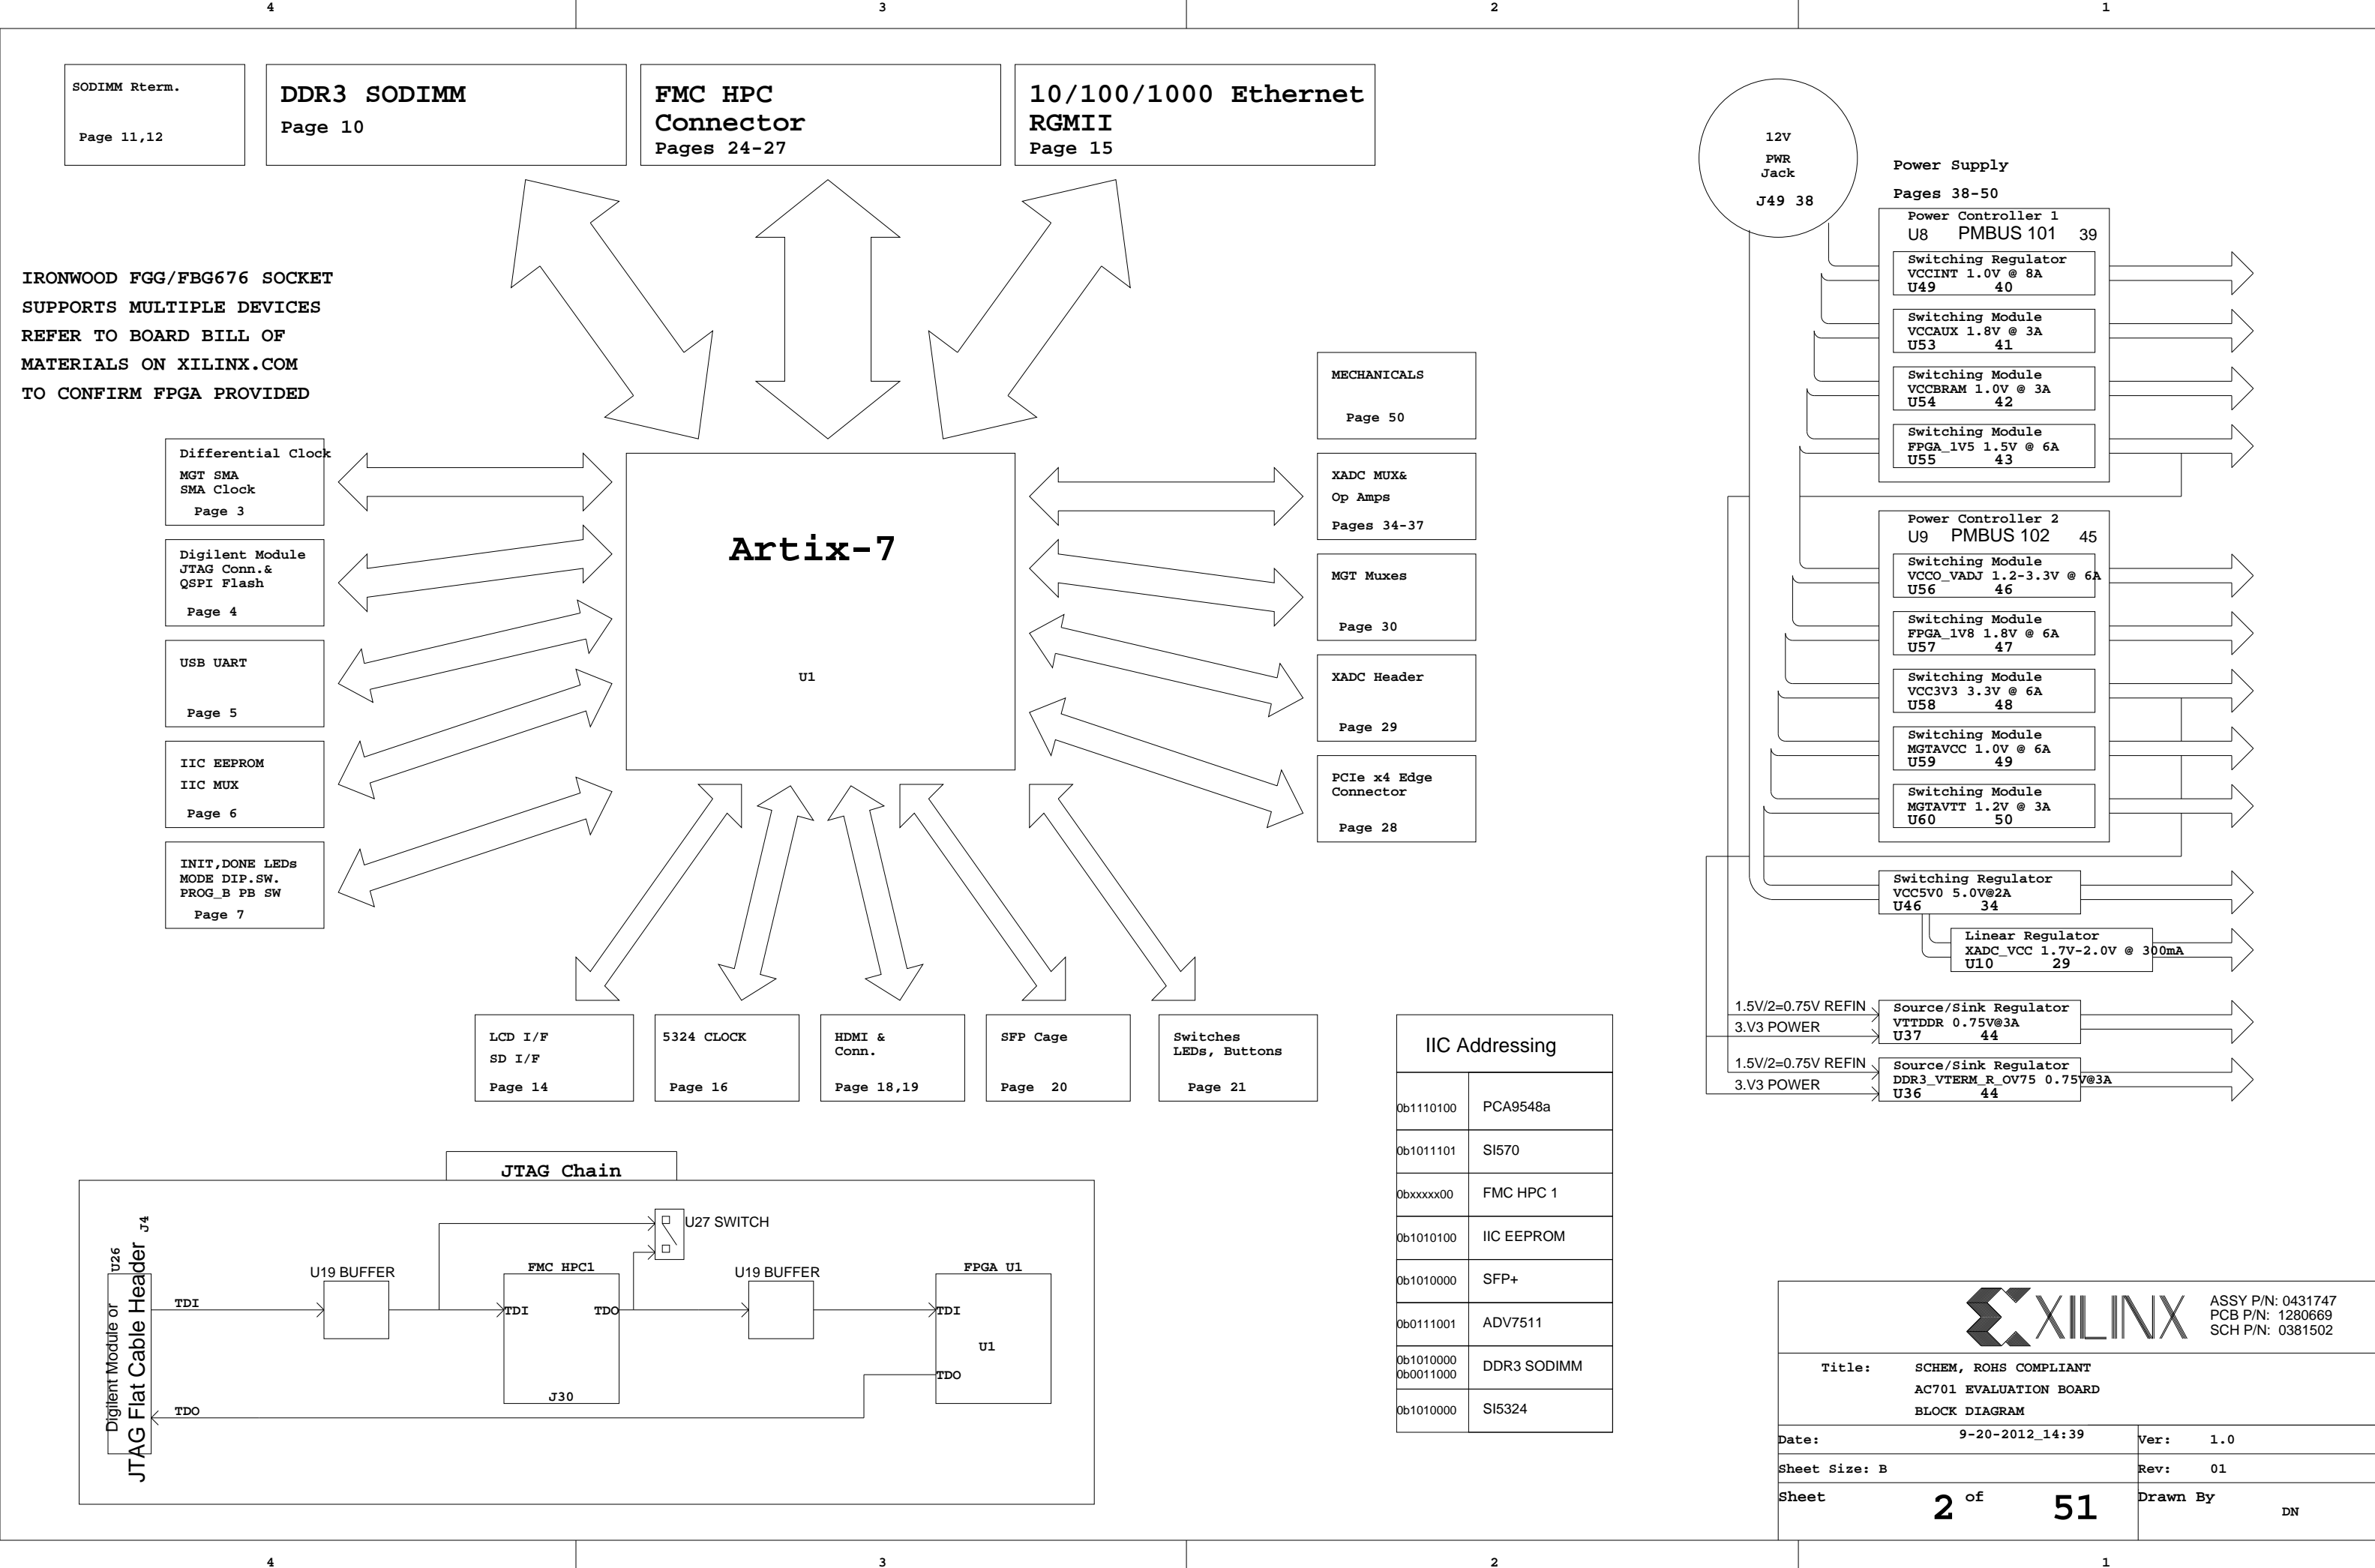 4
3
2
1
SODIMM Rterm.
Page 11,12
DDR3 SODIMM
Page 10
FMC HPC
Connector
Pages 24-27
10/100/1000 Ethernet
RGMII
Page 15
IRONWOOD FGG/FBG676 SOCKET
SUPPORTS MULTIPLE DEVICES
REFER TO BOARD BILL OF
MATERIALS ON XILINX.COM
TO CONFIRM FPGA PROVIDED
Differential Clock
MGT SMA
SMA Clock
Page 3
Digilent Module
JTAG Conn.&
QSPI Flash
Page 4
USB UART
Page 5
IIC EEPROM
IIC MUX
Page 6
INIT,DONE LEDs
MODE DIP.SW.
PROG_B PB SW
Page 7
Artix-7
U1
MECHANICALS
Page 50
XADC MUX&
Op Amps
Pages 34-37
MGT Muxes
Page 30
XADC Header
Page 29
PCIe x4 Edge
Connector
Page 28
LCD I/F
SD I/F
Page 14
5324 CLOCK
Page 16
HDMI &
Conn.
Page 18,19
SFP Cage
Page 20
Switches
LEDs, Buttons
Page 21
12V
PWR
Jack
J49 38
Power Supply
Pages 38-50
Power Controller 1
U8 PMBUS 101 39
Switching Regulator
VCCINT 1.0V @ 8A
U49 40
Switching Module
VCCAUX 1.8V @ 3A
U53 41
Switching Module
VCCBRAM 1.0V @ 3A
U54 42
Switching Module
FPGA_1V5 1.5V @ 6A
U55 43
Power Controller 2
U9 PMBUS 102 45
Switching Module
VCCO_VADJ 1.2-3.3V @ 6A
U56 46
Switching Module
FPGA_1V8 1.8V @ 6A
U57 47
Switching Module
VCC3V3 3.3V @ 6A
U58 48
Switching Module
MGTAVCC 1.0V @ 6A
U59 49
Switching Module
MGTAVTT 1.2V @ 3A
U60 50
Switching Regulator
VCC5V0 5.0V@2A
U46 34
Linear Regulator
XADC_VCC 1.7V-2.0V @ 300mA
U10 29
1.5V/2=0.75V REFIN
3.V3 POWER
Source/Sink Regulator
VTTDDR 0.75V@3A
U37 44
1.5V/2=0.75V REFIN
3.V3 POWER
Source/Sink Regulator
DDR3_VTERM_R_OV75 0.75V@3A
U36 44
IIC Addressing
0b1110100 PCA9548a
0b1011101 SI570
0bxxxxx00 FMC HPC 1
0b1010100 IIC EEPROM
0b1010000 SFP+
0b0111001 ADV7511
0b1010000
0b0011000
DDR3 SODIMM
0b1010000 SI5324
JTAG Chain
U26
Digilent Module or
JTAG Flat Cable Header J4
TDI
TDO
U19 BUFFER
FMC HPC1
TDI
TDO
J30
U27 SWITCH
U19 BUFFER
FPGA U1
TDI
U1
TDO
XILINX
ASSY P/N: 0431747
PCB P/N: 1280669
SCH P/N: 0381502
Title: SCHEM, ROHS COMPLIANT
AC701 EVALUATION BOARD
BLOCK DIAGRAM
Date: 9-20-2012_14:39
Ver: 1.0
Sheet Size: B
Rev: 01
Sheet 2 of 51
Drawn By
DN
4
3
2
1